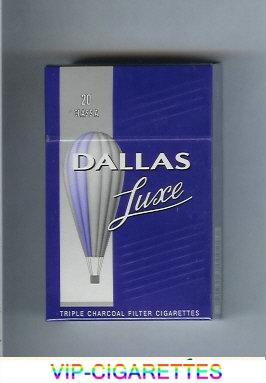 20
DALLAS
Luxe
TRIPLE CHARCOAL FILTER CIGARETTES
VIP-CIGARETTES